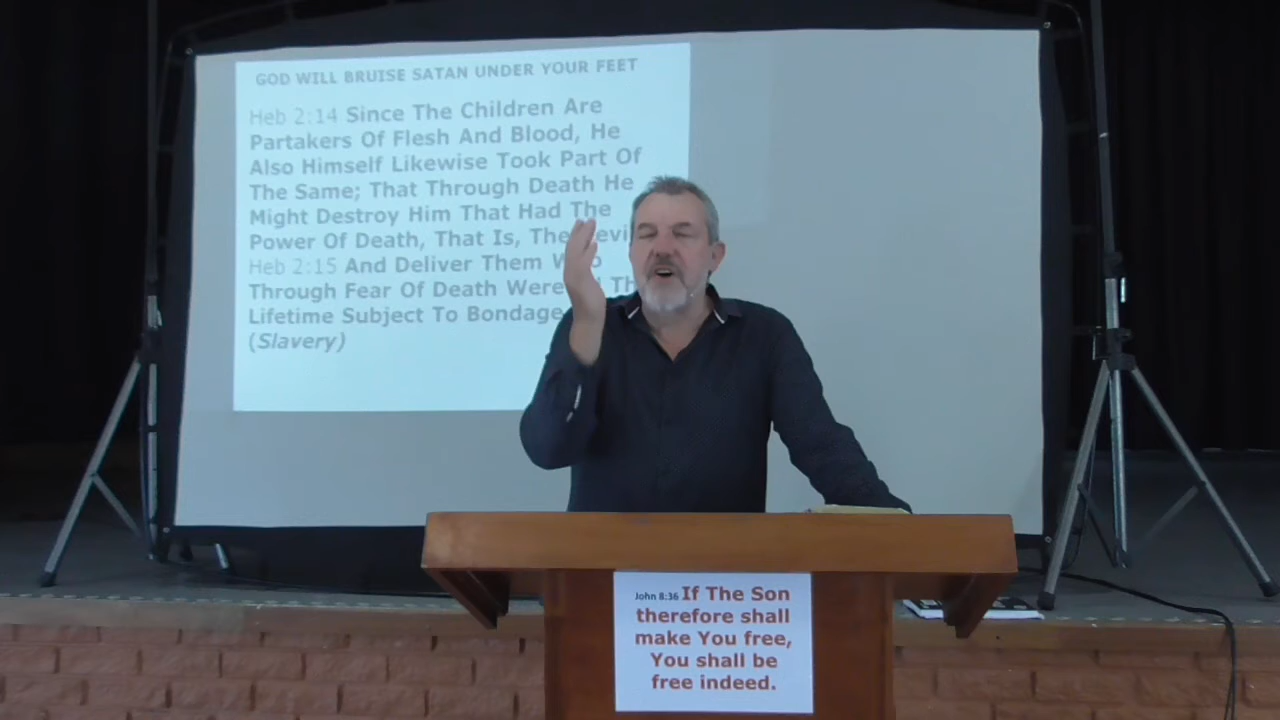 GOD WILL BRUISE SATAN UNDER YOUR FEET
Heb 2:14 Since The Children Are
Partakers Of Flesh And Blood, He
Also Himself Likewise Took Part Of
The Same; That Through Death He
Might Destroy Him That Had The
Power Of Death, That Is, The
Heb 2:15 And Deliver Them
Through Fear Of Death Were
Lifetime Subject To Bondage
(Slavery)
John 8:36 If The Son
therefore shall
make You free,
You shall be
free indeed.